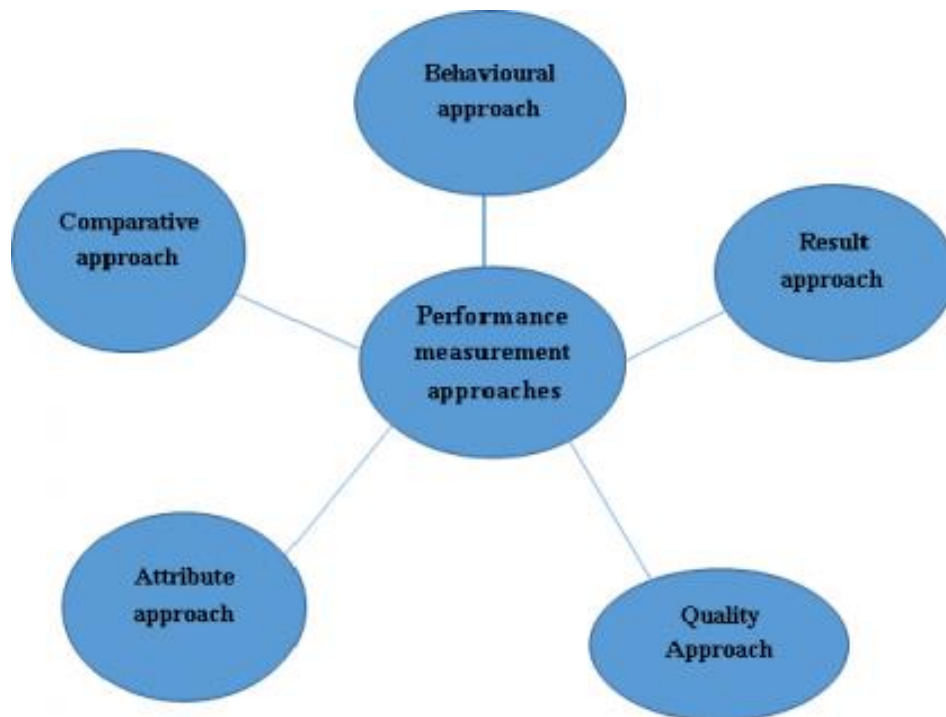 Behavioural
approach
Comparative
approach
Result
approach
Performance
measurement
approaches
Attribute
approach
Quality
Approach